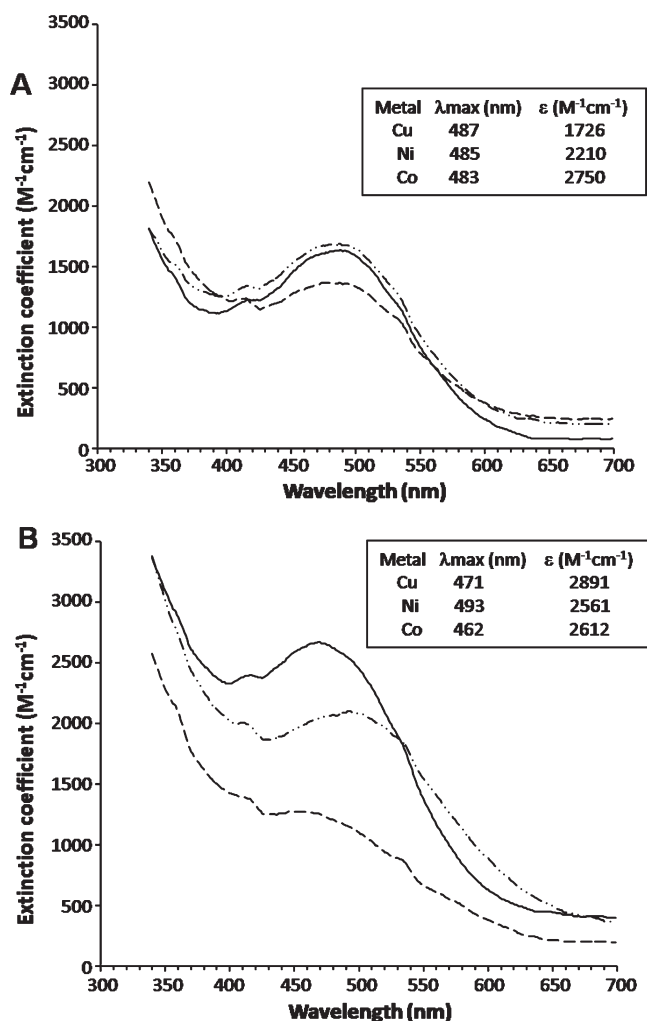 A
3500
3000
2500
2000
1500
1000
500
0
Extinction coefficient (M-1cm-1)
Metal λmax (nm) ε (M-1cm-1)
Cu 487 1726
Ni 485 2210
Co 483 2750
300 350 400 450 500 550 600 650 700
Wavelength (nm)
B
3500
3000
2500
2000
1500
1000
500
0
Extinction coefficient (M-1cm-1)
Metal λmax (nm) ε (M-1cm-1)
Cu 471 2891
Ni 493 2561
Co 462 2612
300 350 400 450 500 550 600 650 700
Wavelength (nm)